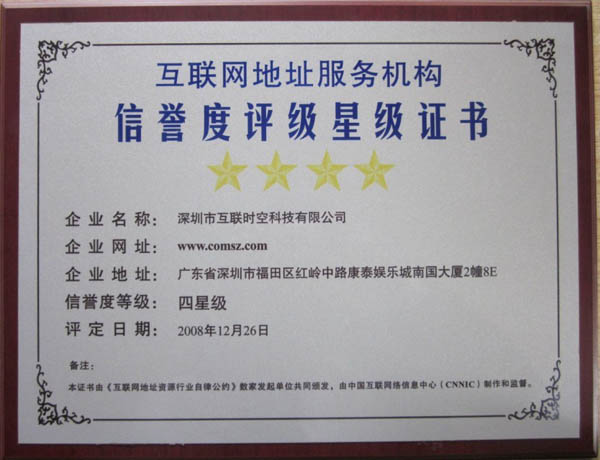 互联网地址服务机构
信誉度评级星级证书
企业名称： 深圳市互联时空科技有限公司
企业网址： www.comsz.com
企业地址： 广东省深圳市福田区红岭中路康泰娱乐城南国大厦2幢8E
信誉度等级： 四星级
评定日期： 2008年12月26日
备注：
本证书由《互联网地址资源行业自律公约》数家发起单位共同颁发，由中国互联网络信息中心（CNNIC）制作和监督。